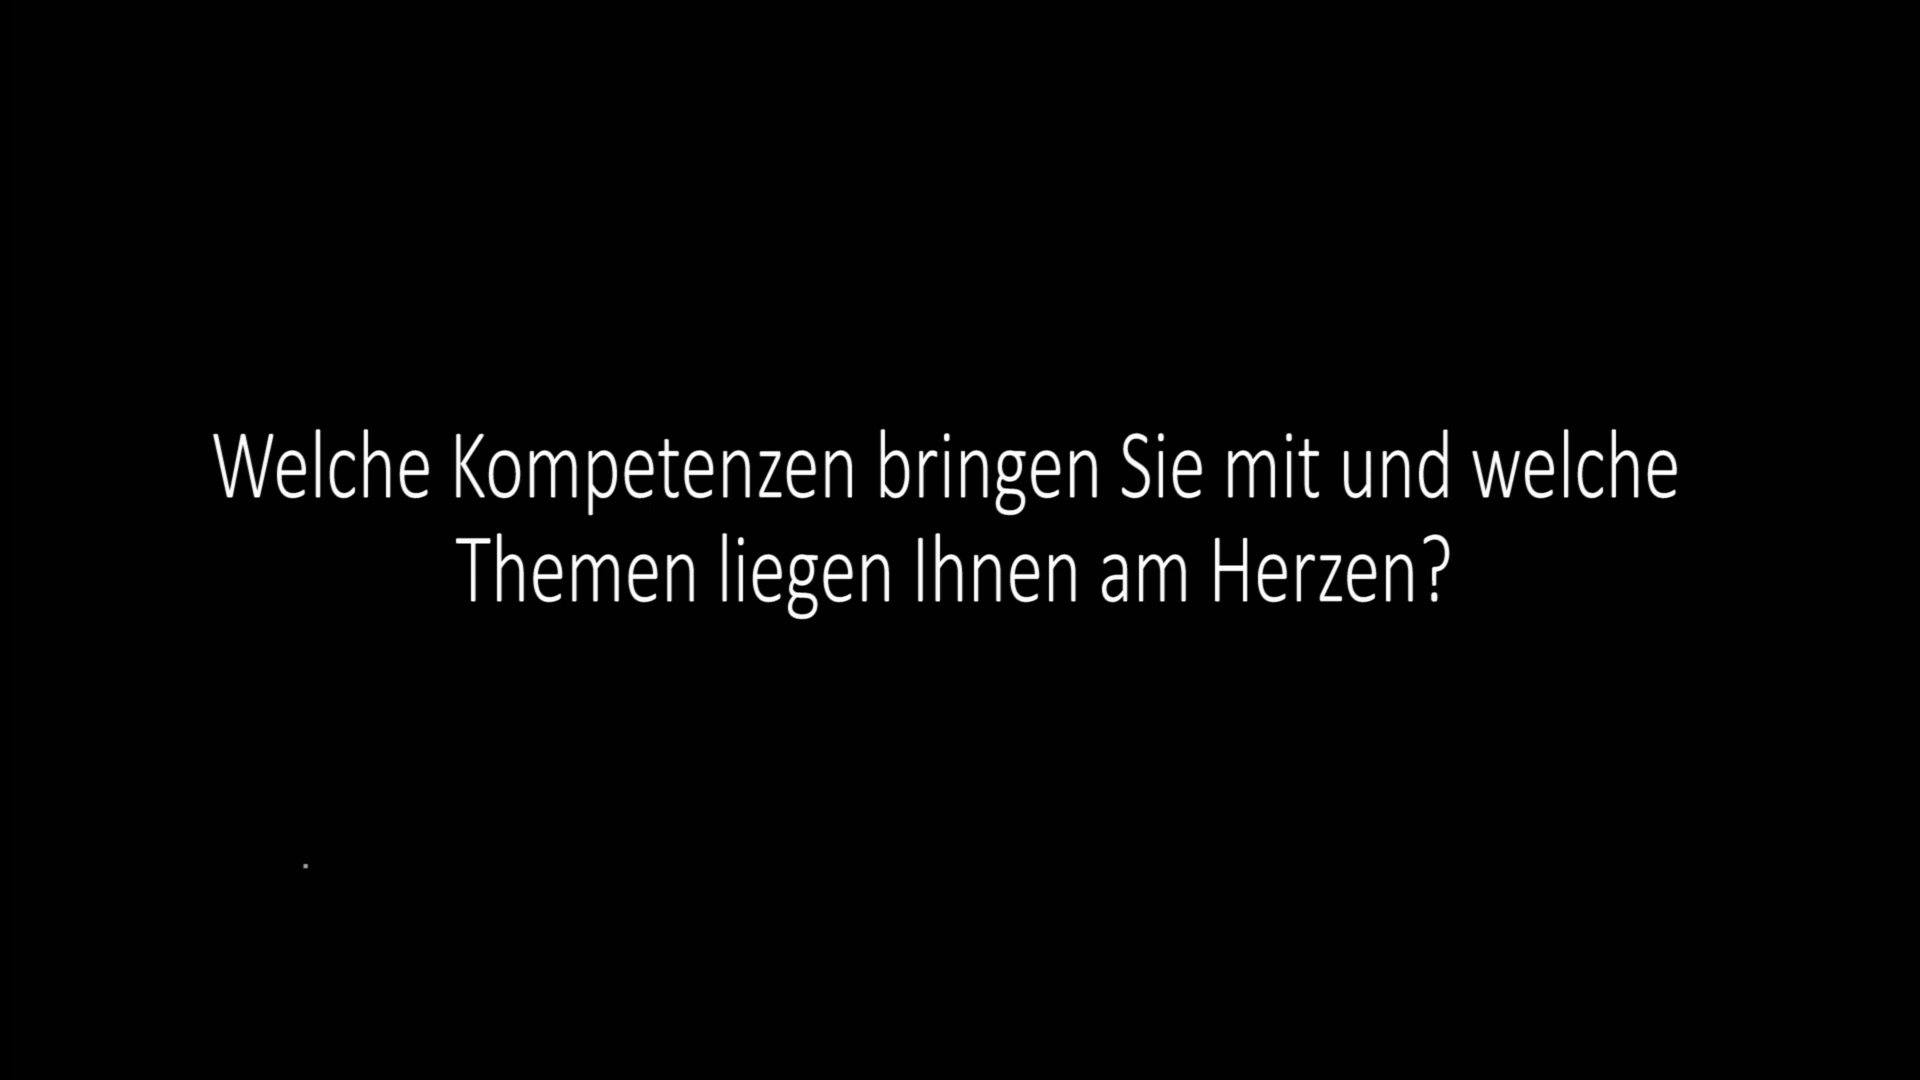 Welche Kompetenzen bringen Sie mit und welche
Themen liegen Ihnen am Herzen?
.